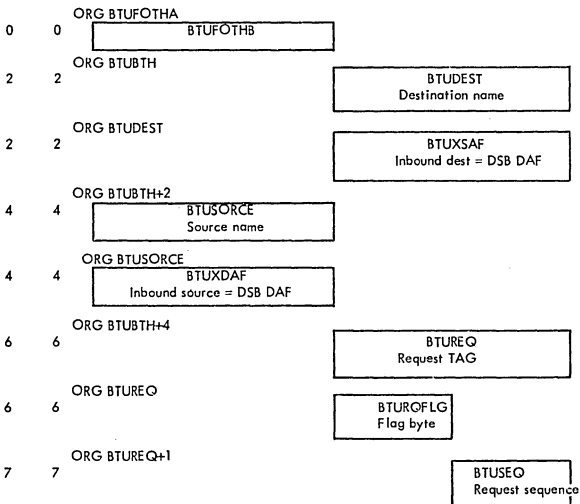 ORG BTUFOTHA
0 0 BTUFOTHB
ORG BTUBTH
2 2 BTUDEST
Destination name
ORG BTUDEST
2 2 BTUXSAF
Inbound dest = DSB DAF
ORG BTUBTH+2
4 4 BTUSORCE
Source name
ORG BTUSORCE
4 4 BTUXDAF
Inbound source = DSB DAF
ORG BTUBTH+4
6 6 BTUREQ
Request TAG
ORG BTUREQ
6 6 BTURQFLG
Flag byte
ORG BTUREQ+1
7 7 BTUSEQ
Request sequence